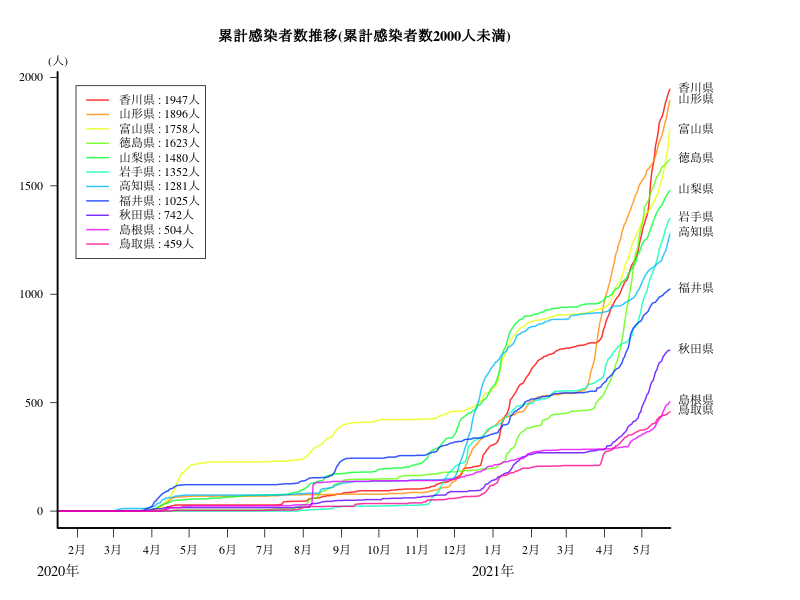 累計感染者数推移(累計感染者数2000人未満)
(人)
2000
1500
1000
500
0
香川県 : 1947人
山形県 : 1896人
富山県 : 1758人
徳島県 : 1623人
山梨県 : 1480人
岩手県 : 1352人
高知県 : 1281人
福井県 : 1025人
秋田県 : 742人
島根県 : 504人
鳥取県 : 459人
香川県
山形県
富山県
徳島県
山梨県
岩手県
高知県
福井県
秋田県
島根県
鳥取県
2月 3月 4月 5月 6月 7月 8月 9月 10月 11月 12月 1月 2月 3月 4月 5月
2020年 2021年